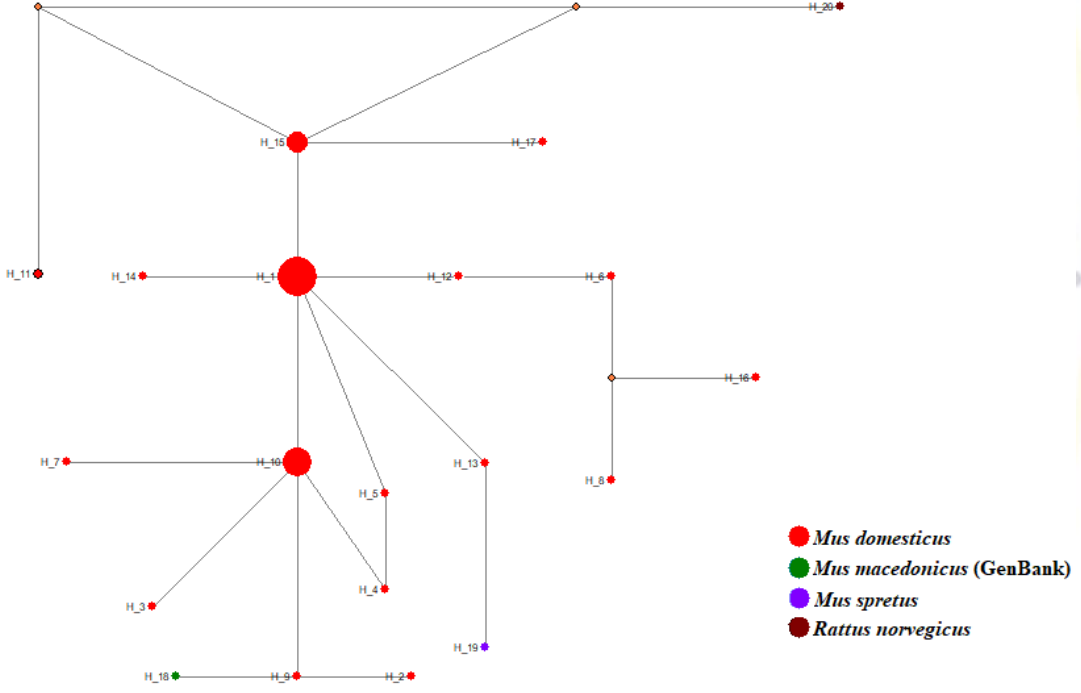 H_20
H_15
H_17
H_11
H_14
H_1
H_12
H_6
H_16
H_7
H_10
H_13
H_8
H_5
H_4
H_3
H_19
H_18
H_9
H_2
Mus domesticus
Mus macedonicus (GenBank)
Mus spretus
Rattus norvegicus